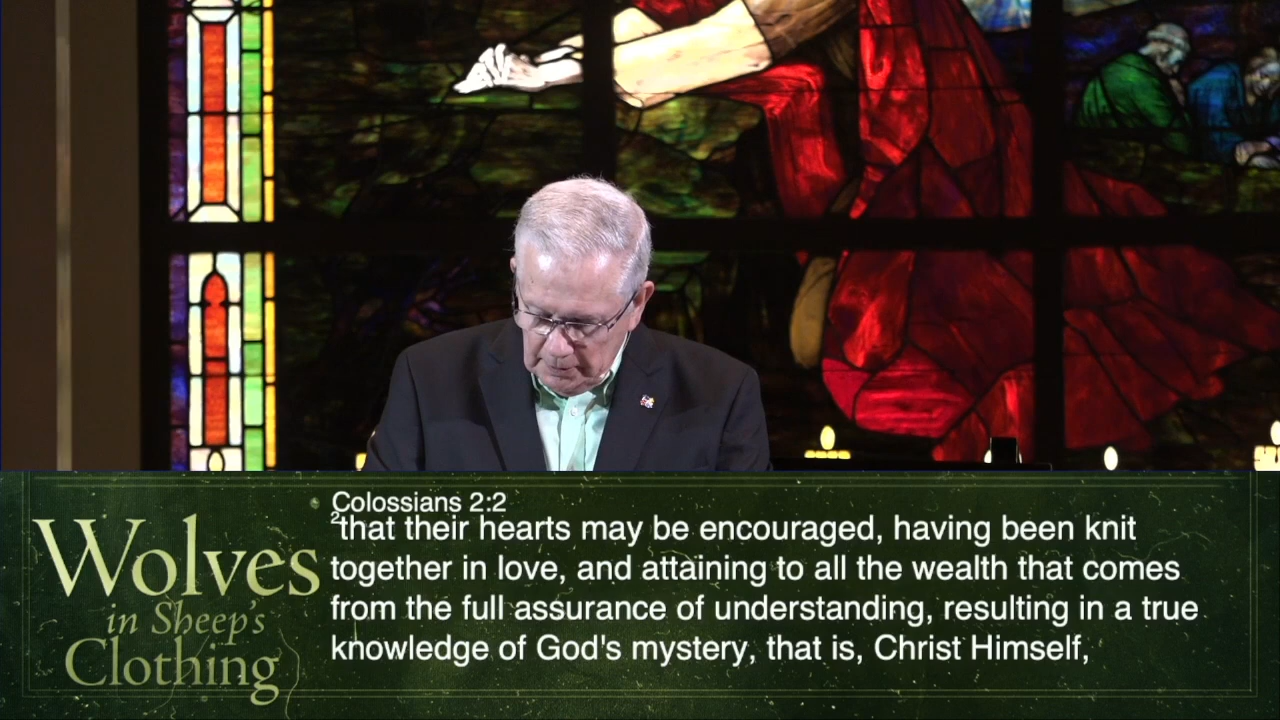 Wolves
in Sheep's
Clothing
Colossians 2:2
²that their hearts may be encouraged, having been knit
together in love, and attaining to all the wealth that comes
from the full assurance of understanding, resulting in a true
knowledge of God's mystery, that is, Christ Himself,